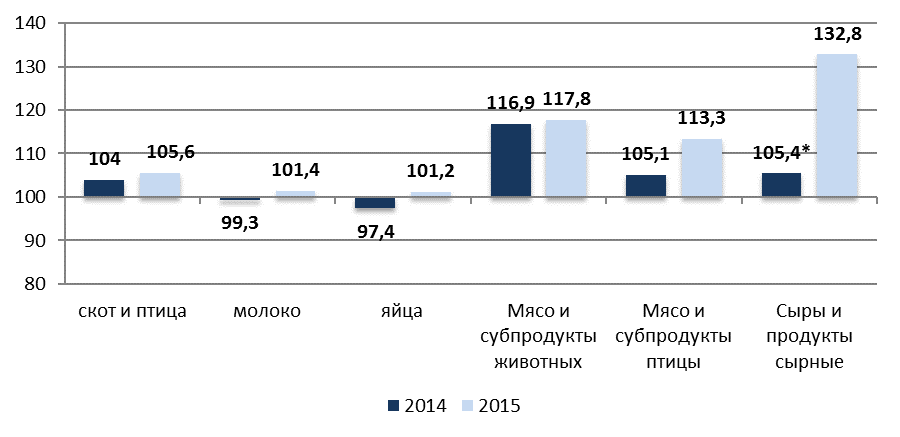 140
130
120
110
100
90
80
104
105,6
99,3
101,4
97,4
101,2
116,9
117,8
105,1
113,3
105,4*
132,8
скот и птица
молоко
яйца
Мясо и
субпродукты
животных
Мясо и
субпродукты
птицы
Сыры и
продукты
сырные
2014
2015